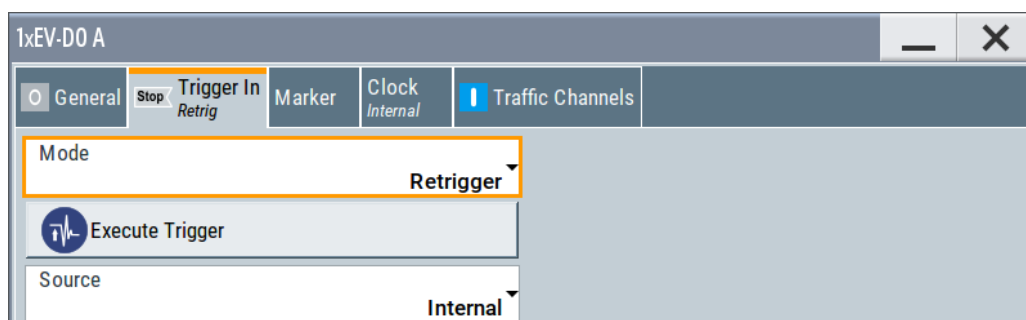 1xEV-DO A
O General
Stop Trigger In
Retrig
Marker
Clock
Internal
I Traffic Channels
Mode
Retrigger
Execute Trigger
Source
Internal